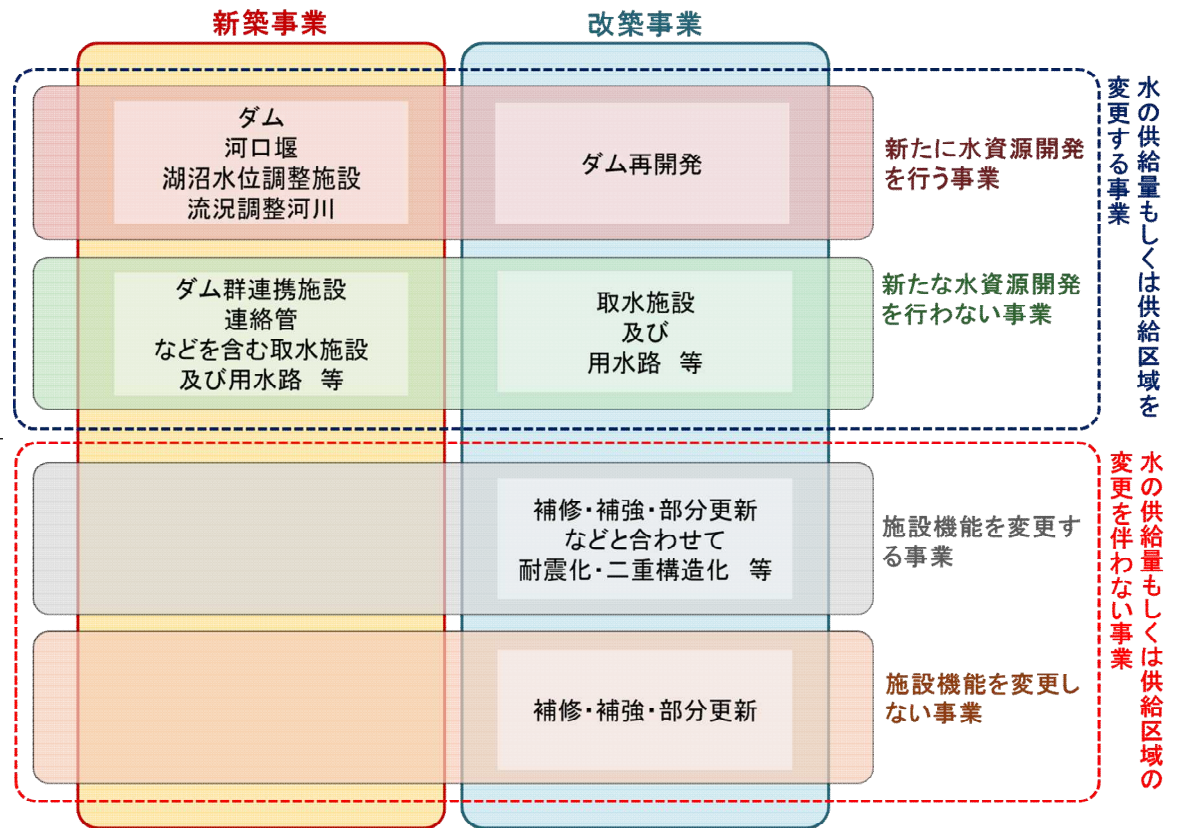 新築事業
改築事業
ダム
河口堰
湖沼水位調整施設
流況調整河川
ダム再開発
新たに水資源開発
を行う事業
ダム群連携施設
連絡管
などを含む取水施設
及び用水路 等
取水施設
及び
用水路 等
新たな水資源開発
を行わない事業
水の供給量もしくは供給区域を
変更する事業
補修・補強・部分更新
などと合わせて
耐震化・二重構造化 等
施設機能を変更す
る事業
補修・補強・部分更新
施設機能を変更し
ない事業
水の供給量もしくは供給区域の
変更を伴わない事業